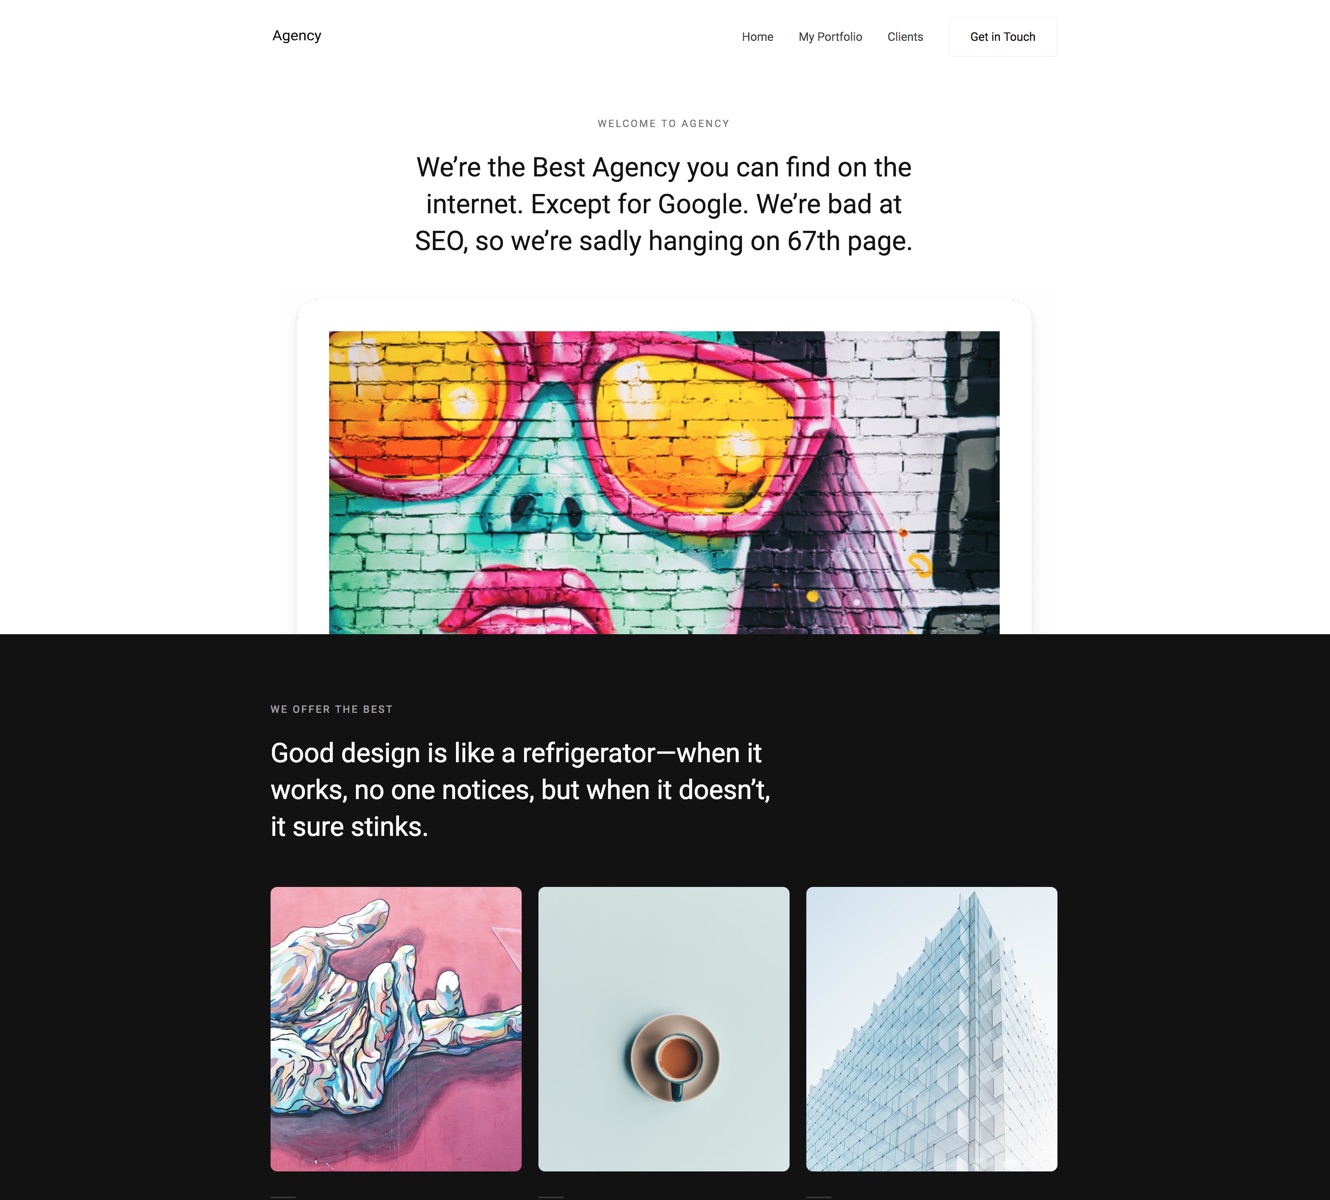 Agency
Home
My Portfolio
Clients
Get in Touch
WELCOME TO AGENCY
We’re the Best Agency you can find on the
internet. Except for Google. We’re bad at
SEO, so we’re sadly hanging on 67th page.
WE OFFER THE BEST
Good design is like a refrigerator—when it
works, no one notices, but when it doesn’t,
it sure stinks.